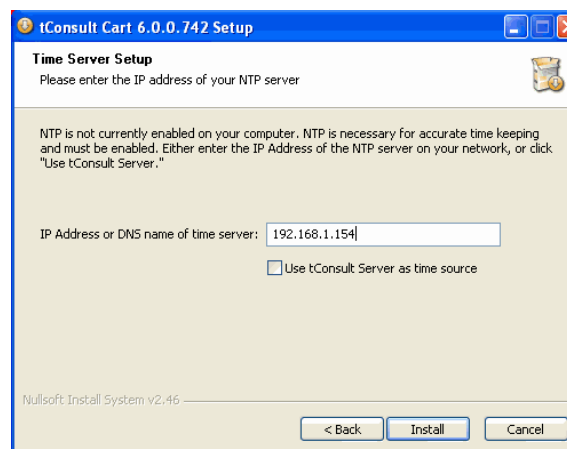 tConsult Cart 6.0.0.742 Setup
Time Server Setup
Please enter the IP address of your NTP server
NTP is not currently enabled on your computer. NTP is necessary for accurate time keeping
and must be enabled. Either enter the IP Address of the NTP server on your network, or click
"Use tConsult Server."
IP Address or DNS name of time server: 192.168.1.154
Use tConsult Server as time source
Nullsoft Install System v2.46
< Back Install Cancel